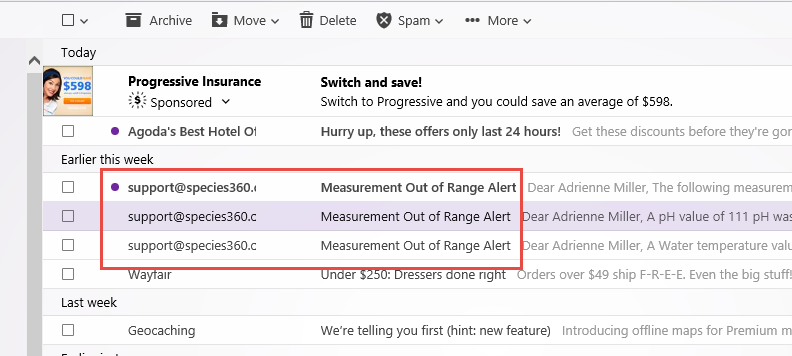 Archive Move Delete Spam More
Today
$598
Progressive Insurance Switch and save!
Sponsored Switch to Progressive and you could save an average of $598.
Agoda's Best Hotel Of Hurry up, these offers only last 24 hours! Get these discounts before they're gor
Earlier this week
support@species360.c Measurement Out of Range Alert Dear Adrienne Miller, The following measurem
support@species360.c Measurement Out of Range Alert Dear Adrienne Miller, A pH value of 111 pH was
support@species360.c Measurement Out of Range Alert Dear Adrienne Miller, A Water temperature val
Wayfair Under $250: Dresses done right Orders over $49 ship F-R-E-E. Even the big stuff!
Last week
Geocaching We're telling you first (hint: new feature) Introducing offline maps for Premium m